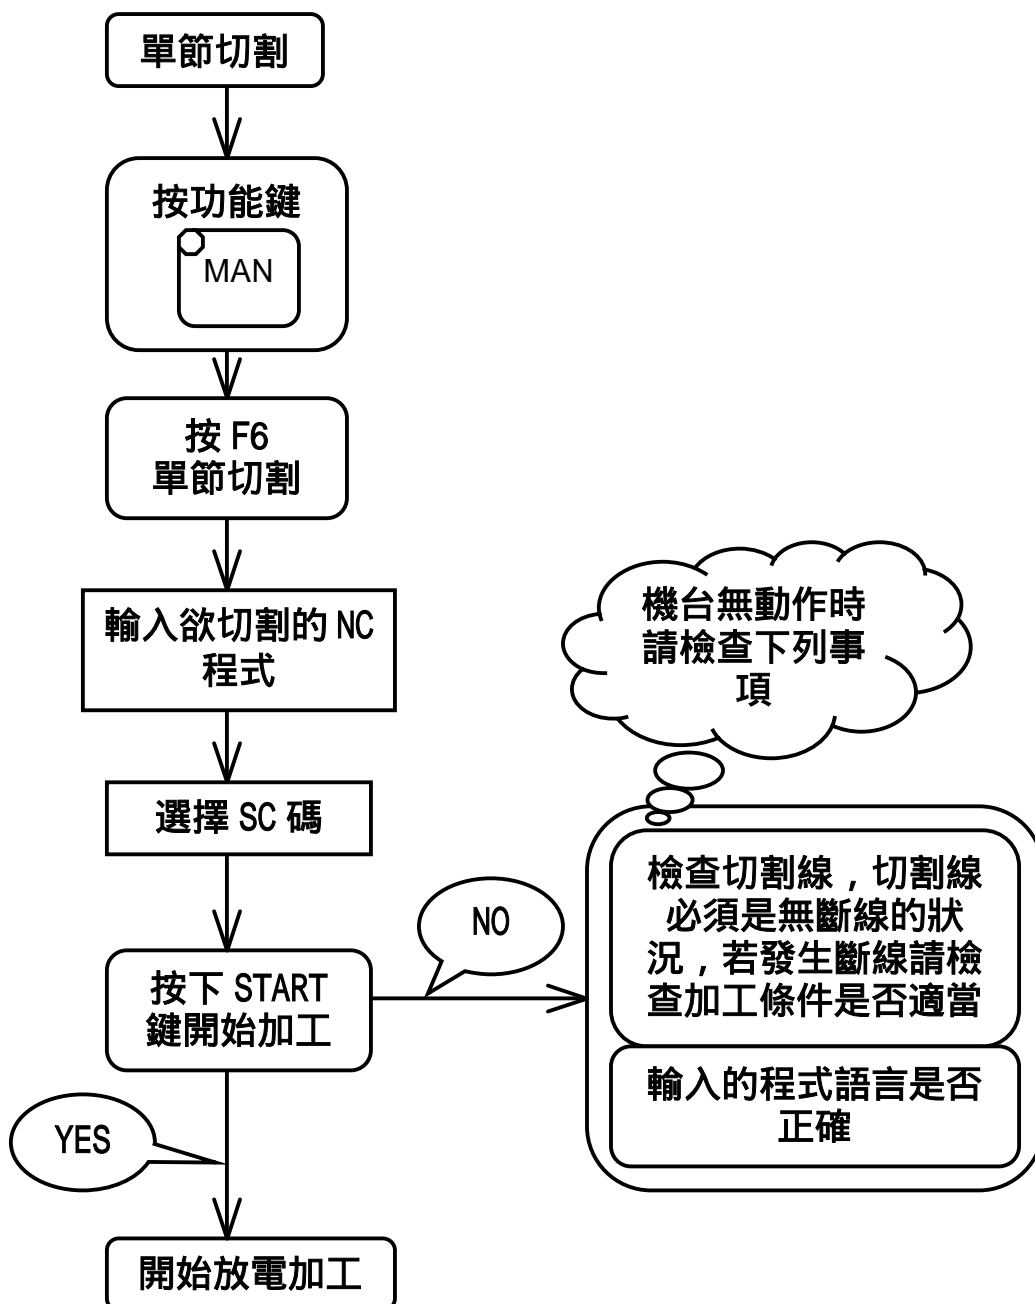 單節切割
按功能鍵
MAN
按 F6
單節切割
輸入欲切割的 NC
程式
選擇 SC 碼
按下 START
鍵開始加工
NO
機台無動作時
請檢查下列事
項
檢查切割線，切割線
必須是無斷線的狀
況，若發生斷線請檢
查加工條件是否適當
輸入的程式語言是否
正確
YES
開始放電加工